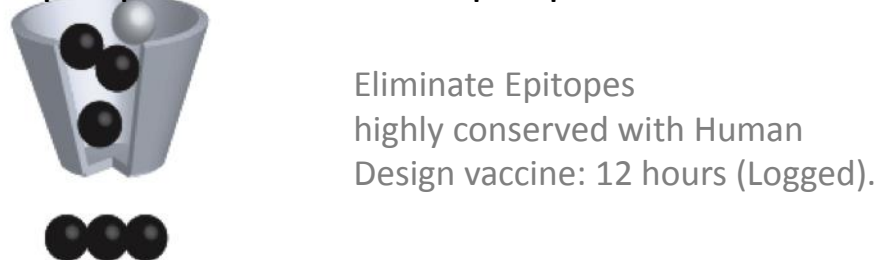 Eliminate Epitopes
highly conserved with Human
Design vaccine: 12 hours (Logged).